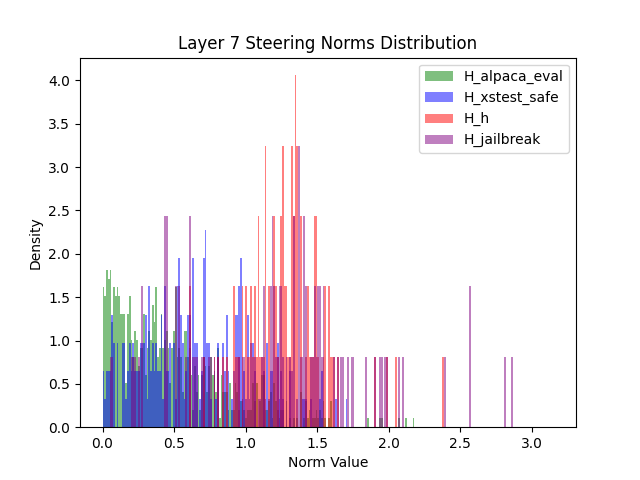 Layer 7 Steering Norms Distribution
H_alpaca_eval
H_xstest_safe
H_h
H_jailbreak
Density
4.0
3.5
3.0
2.5
2.0
1.5
1.0
0.5
0.0
0.0 0.5 1.0 1.5 2.0 2.5 3.0
Norm Value